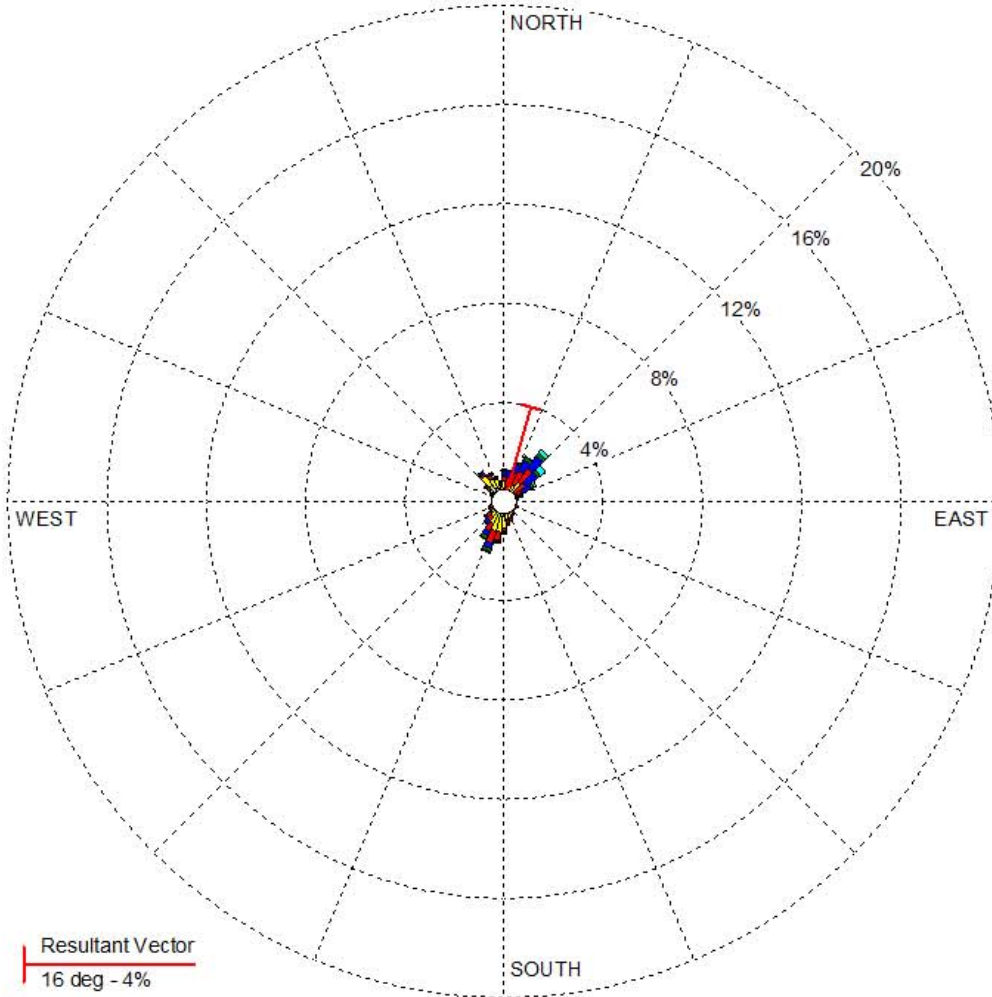 NORTH
20%
16%
12%
8%
4%
WEST
EAST
Resultant Vector
16 deg - 4%
SOUTH